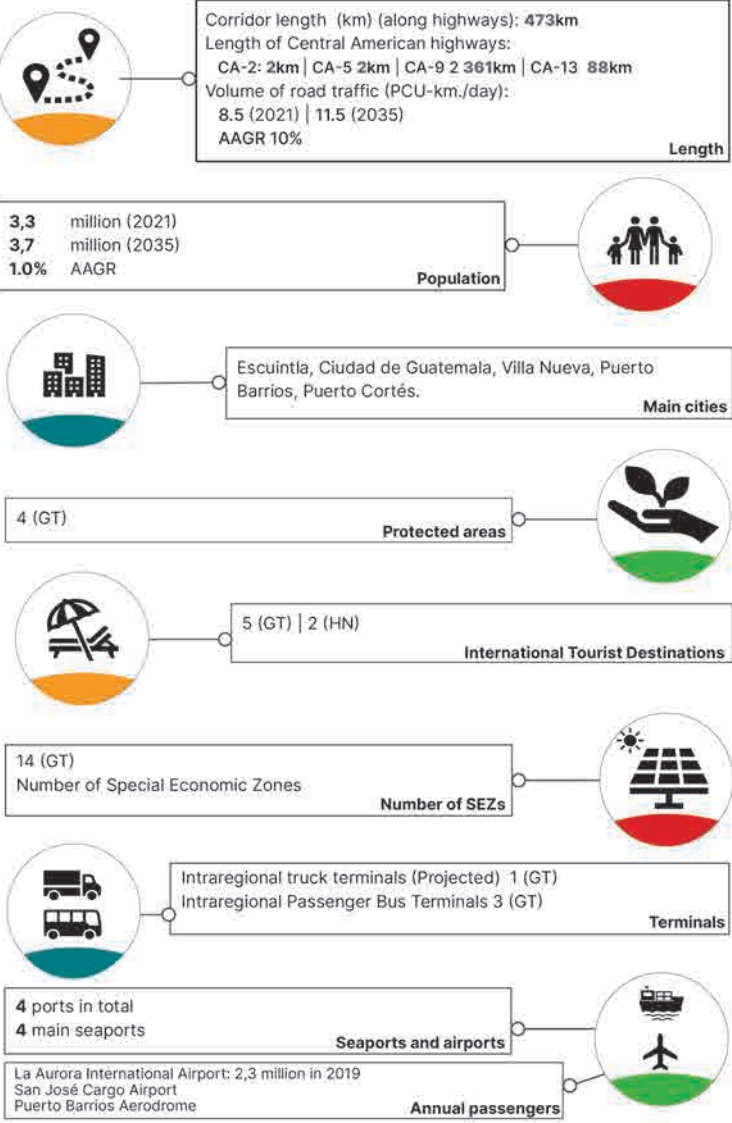 Corridor length (km) (along highways): 473km
Length of Central American highways:
CA-2: 2km | CA-5 2km | CA-9 2 361km | CA-13 88km
Volume of road traffic (PCU-km./day):
8.5 (2021) | 11.5 (2035)
AAGR 10%
Length
3,3 million (2021)
3,7 million (2035)
1.0% AAGR
Population
Escuintla, Ciudad de Guatemala, Villa Nueva, Puerto
Barrios, Puerto Cortés.
Main cities
4 (GT)
Protected areas
5 (GT) | 2 (HN)
International Tourist Destinations
14 (GT)
Number of Special Economic Zones
Number of SEZs
Intraregional truck terminals (Projected) 1 (GT)
Intraregional Passenger Bus Terminals 3 (GT)
Terminals
4 ports in total
4 main seaports
Seaports and airports
La Aurora International Airport: 2,3 million in 2019
San José Cargo Airport
Puerto Barrios Aerodrome
Annual passengers